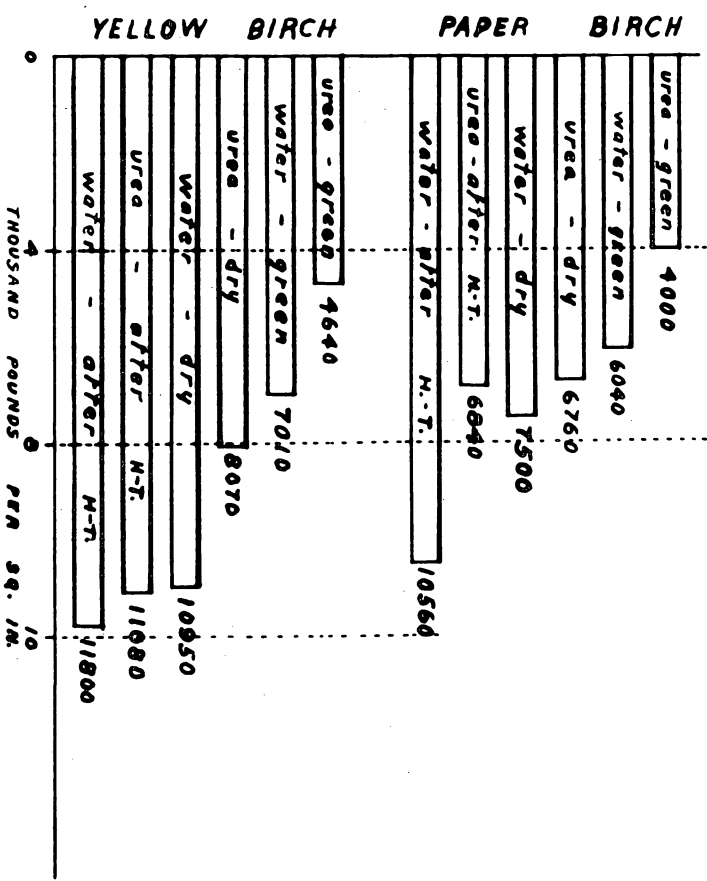 YELLOW BIRCH
PAPER BIRCH
0
4
8
10
THOUSAND POUNDS PER SQ. IN.
water - after H-T. 11800
urea - after H-T. 11080
water - dry 10950
urea - dry 8070
water - green 7010
urea - green 4640
water - after H.-T. 10560
urea - after H-T. 6840
water - dry 7500
urea - dry 6760
water - green 6040
urea - green 4000